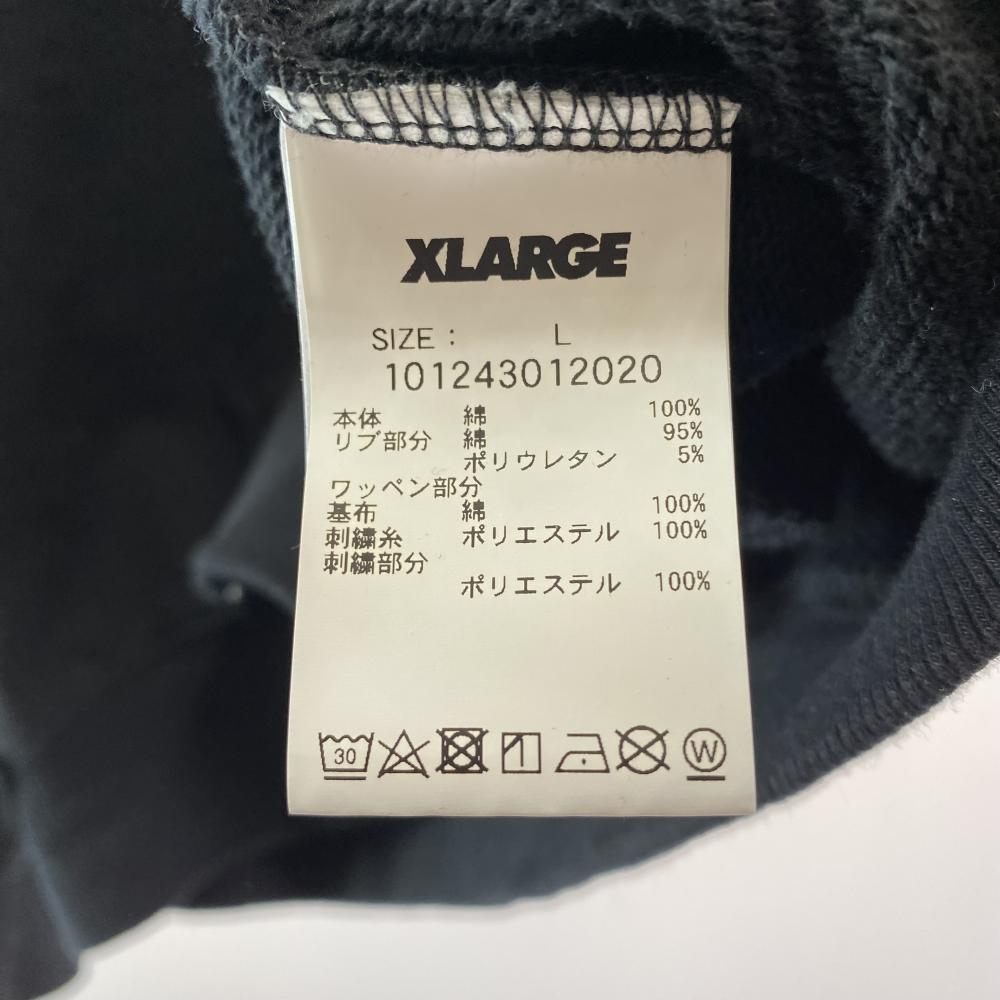 XLARGE
SIZE : L
101243012020
本体 綿 100%
リブ部分 綿 95%
ポリウレタン 5%
ワッペン部分
基布 綿 100%
刺繍糸 ポリエステル 100%
刺繍部分
ポリエステル 100%
30 W